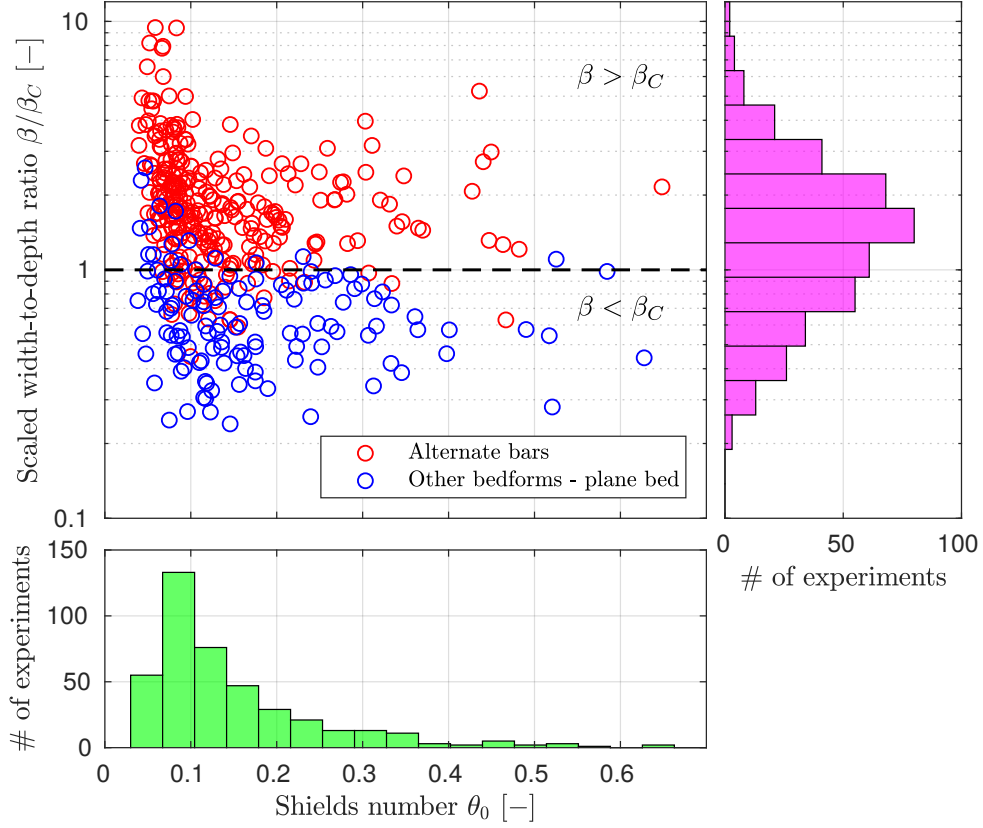 Scaled width-to-depth ratio β/β_C [−]
10
1
0.1
β > β_C
β < β_C
Alternate bars
Other bedforms - plane bed
0 50 100
# of experiments
# of experiments
150
100
50
0
0 0.1 0.2 0.3 0.4 0.5 0.6
Shields number θ_0 [−]